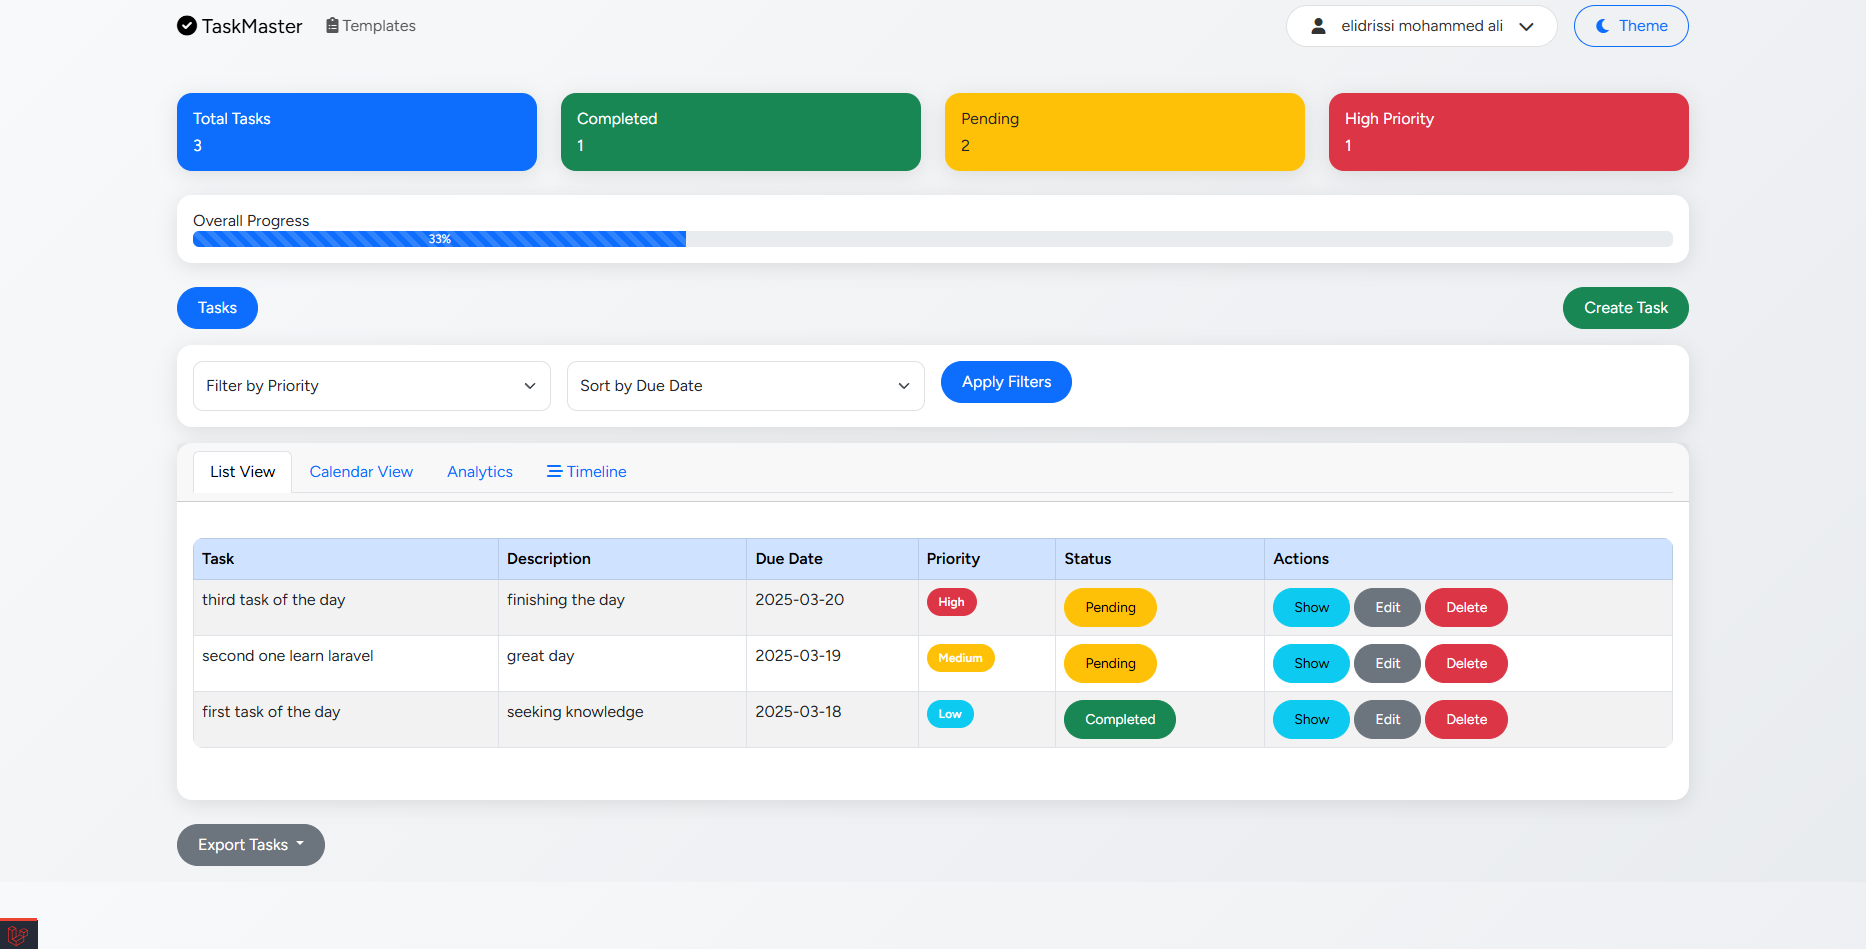 TaskMaster Templates elidrissi mohammed ali Theme
Total Tasks Completed Pending High Priority
3 1 2 1
Overall Progress
33%
Tasks Create Task
Filter by Priority Sort by Due Date Apply Filters
List View Calendar View Analytics Timeline
Task Description Due Date Priority Status Actions
third task of the day finishing the day 2025-03-20 High Pending Show Edit Delete
second one learn laravel great day 2025-03-19 Medium Pending Show Edit Delete
first task of the day seeking knowledge 2025-03-18 Low Completed Show Edit Delete
Export Tasks